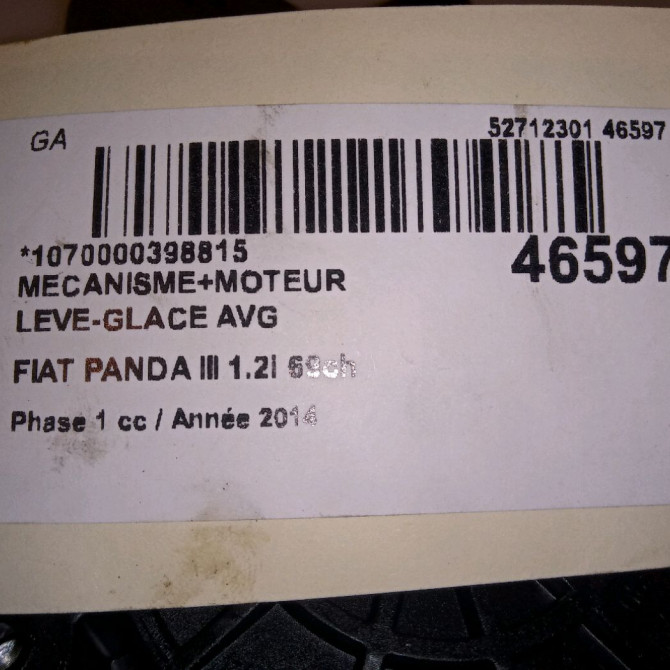 GA
52712301 46597
*1070000398815
46597
MECANISME+MOTEUR
LEVE-GLACE AVG
FIAT PANDA III 1.2i 69ch
Phase 1 cc / Année 2014